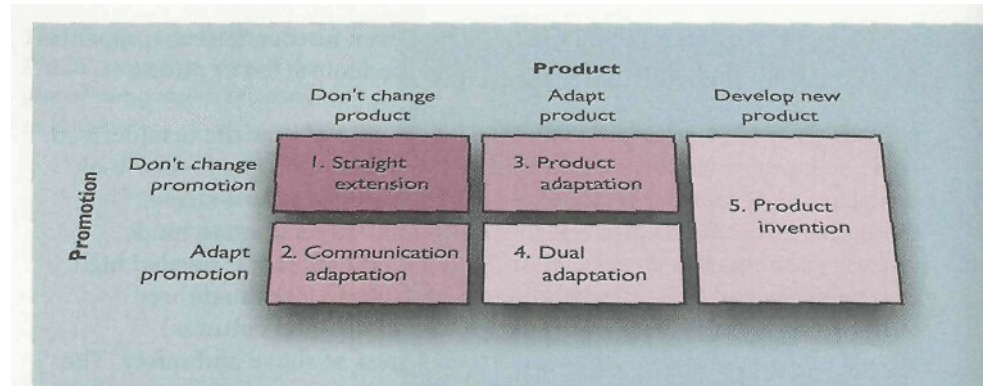 Product
Don't change
product
Adapt
product
Develop new
product
Promotion
Don't change
promotion
1. Straight
extension
3. Product
adaptation
5. Product
invention
Adapt
promotion
2. Communication
adaptation
4. Dual
adaptation